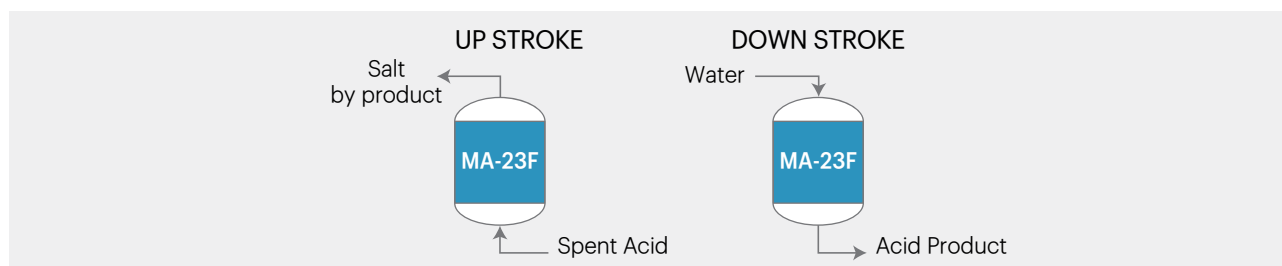 UP STROKE
Salt
by product
MA-23F
Spent Acid
DOWN STROKE
Water
MA-23F
Acid Product